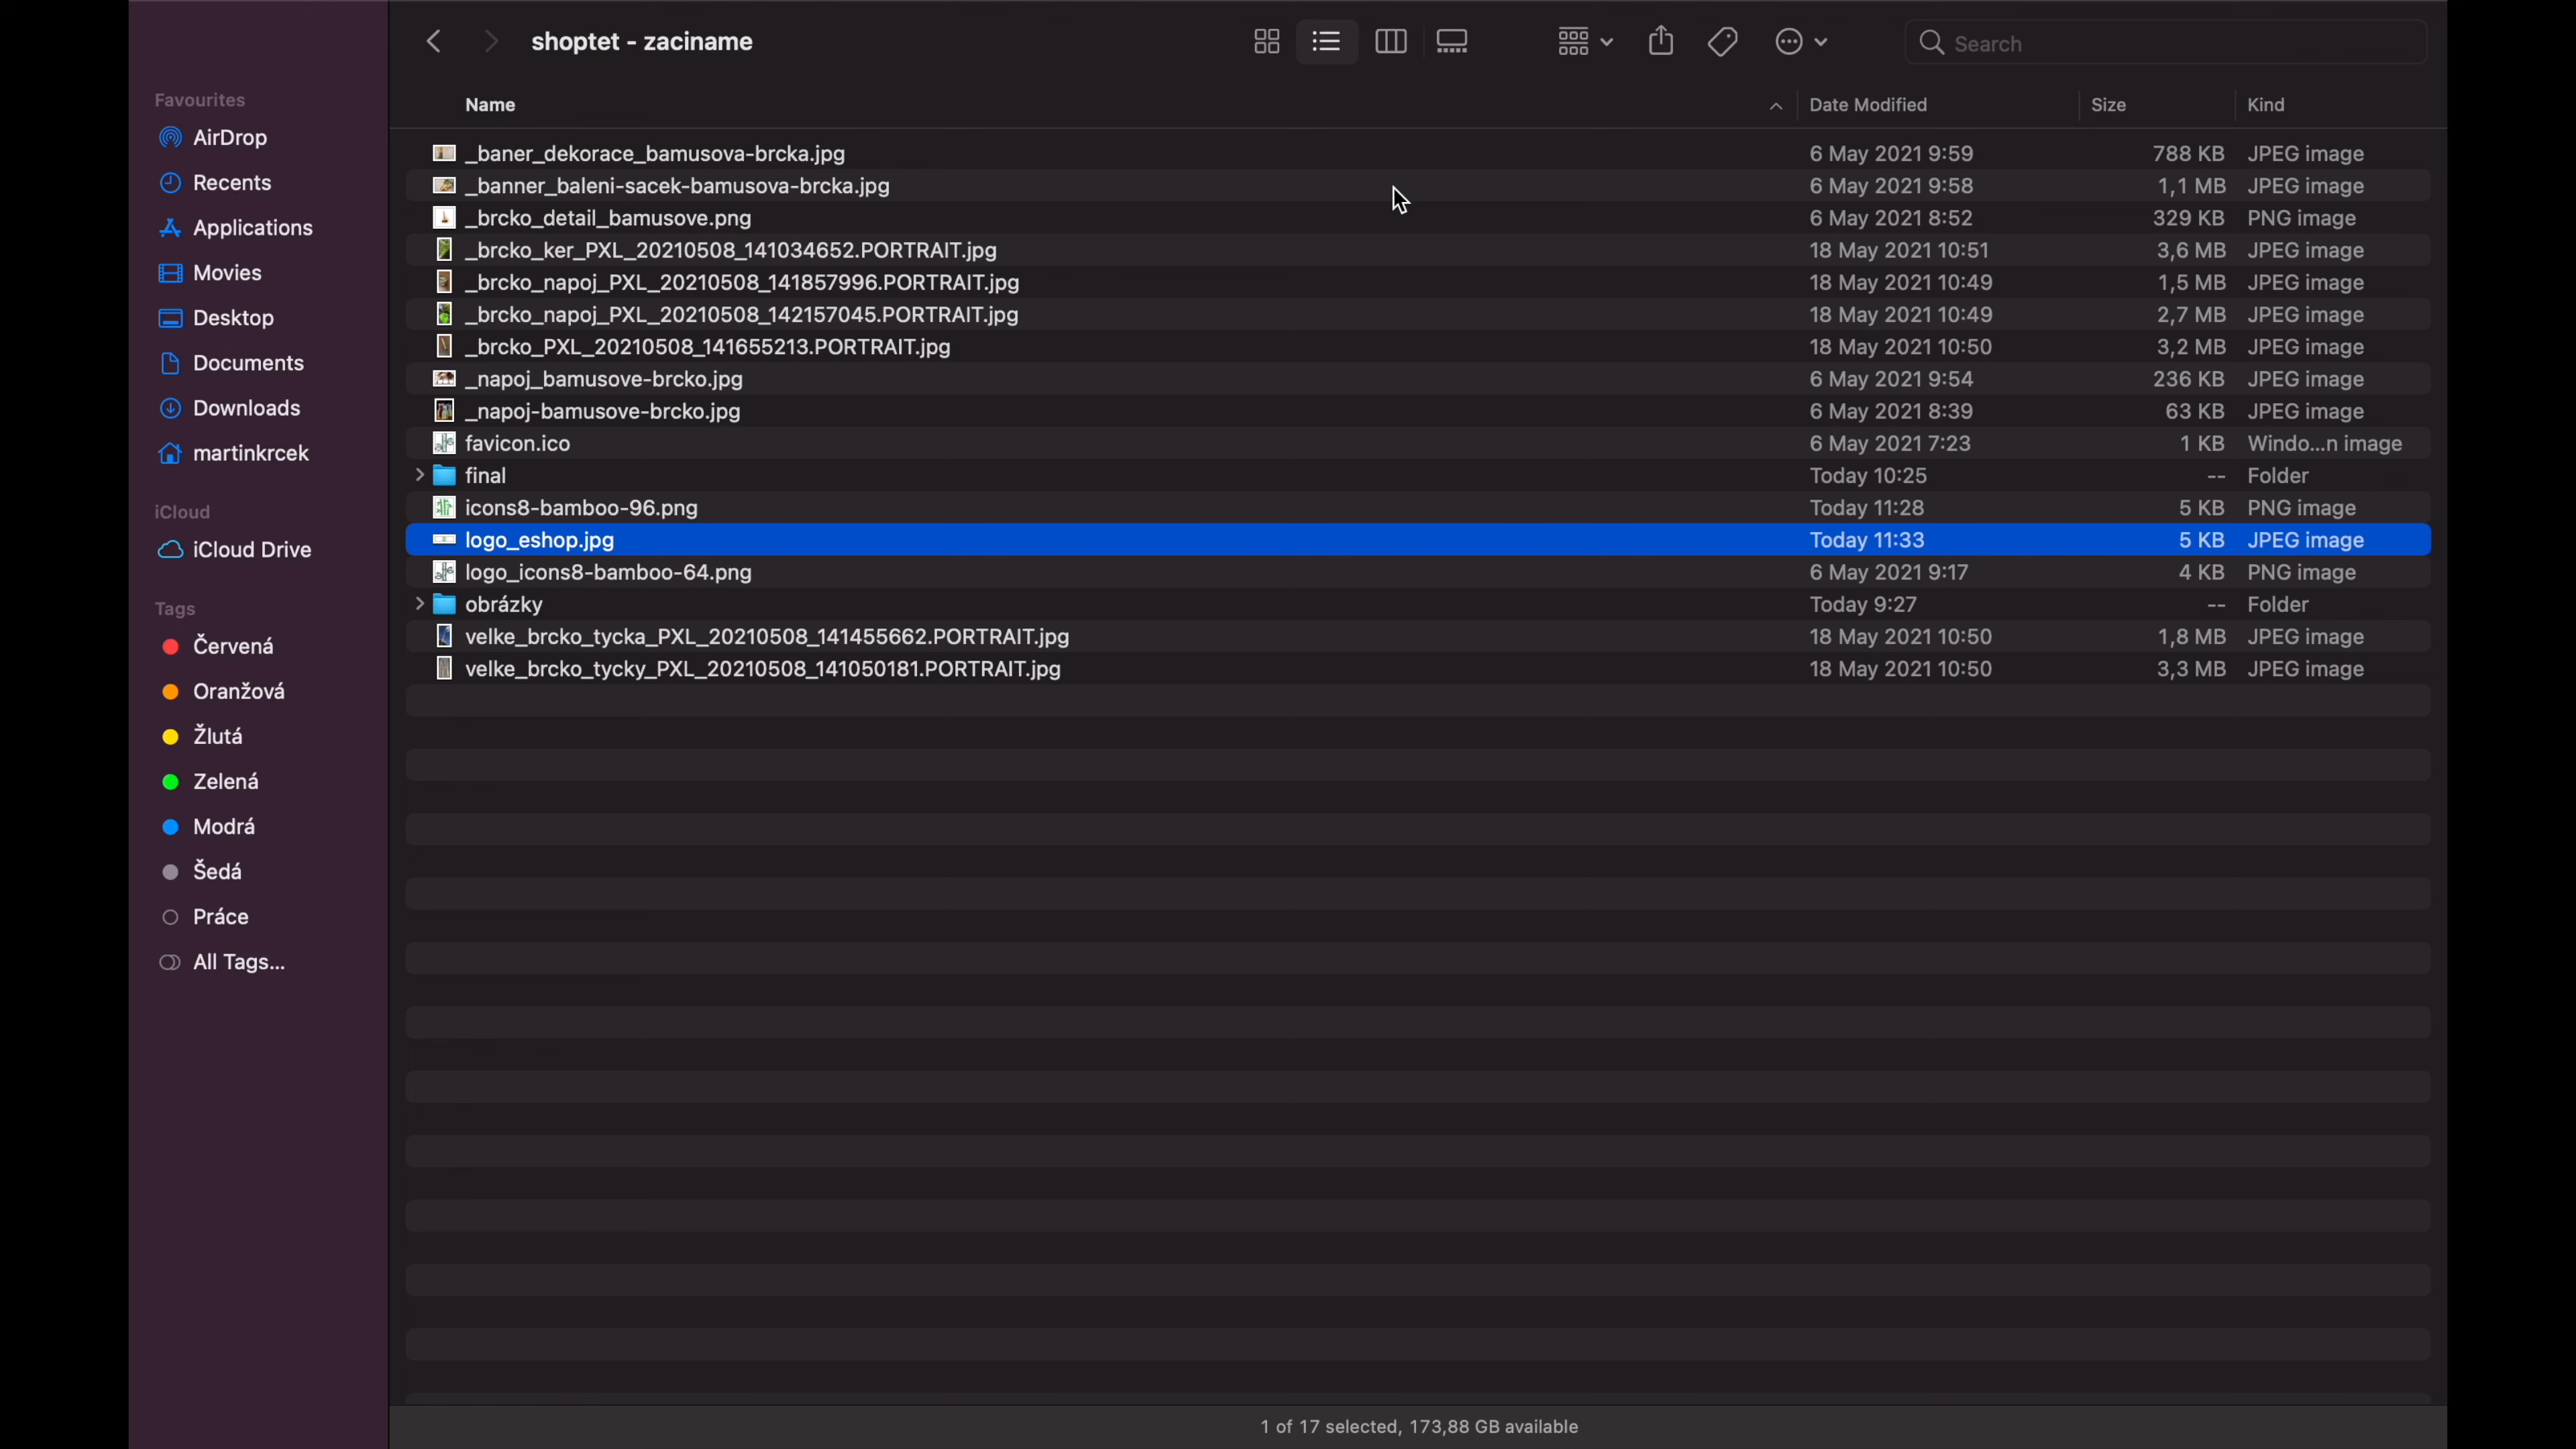 shoptet - zaciname
Search
Favourites
AirDrop
Recents
Applications
Movies
Desktop
Documents
Downloads
martinkrcek
iCloud
iCloud Drive
Tags
Červená
Oranžová
Žlutá
Zelená
Modrá
Šedá
Práce
All Tags...
Name Date Modified Size Kind
_baner_dekorace_bamusova-brcka.jpg 6 May 2021 9:59 788 KB JPEG image
_banner_baleni-sacek-bamusova-brcka.jpg 6 May 2021 9:58 1,1 MB JPEG image
_brcko_detail_bamusove.png 6 May 2021 8:52 329 KB PNG image
_brcko_ker_PXL_20210508_141034652.PORTRAIT.jpg 18 May 2021 10:51 3,6 MB JPEG image
_brcko_napoj_PXL_20210508_141857996.PORTRAIT.jpg 18 May 2021 10:49 1,5 MB JPEG image
_brcko_napoj_PXL_20210508_142157045.PORTRAIT.jpg 18 May 2021 10:49 2,7 MB JPEG image
_brcko_PXL_20210508_141655213.PORTRAIT.jpg 18 May 2021 10:50 3,2 MB JPEG image
_napoj_bamusove-brcko.jpg 6 May 2021 9:54 236 KB JPEG image
_napoj-bamusove-brcko.jpg 6 May 2021 8:39 63 KB JPEG image
favicon.ico 6 May 2021 7:23 1 KB Windo...n image
final Today 10:25 -- Folder
icons8-bamboo-96.png Today 11:28 5 KB PNG image
logo_eshop.jpg Today 11:33 5 KB JPEG image
logo_icons8-bamboo-64.png 6 May 2021 9:17 4 KB PNG image
obrázky Today 9:27 -- Folder
velke_brcko_tycka_PXL_20210508_141455662.PORTRAIT.jpg 18 May 2021 10:50 1,8 MB JPEG image
velke_brcko_tycky_PXL_20210508_141050181.PORTRAIT.jpg 18 May 2021 10:50 3,3 MB JPEG image
1 of 17 selected, 173,88 GB available